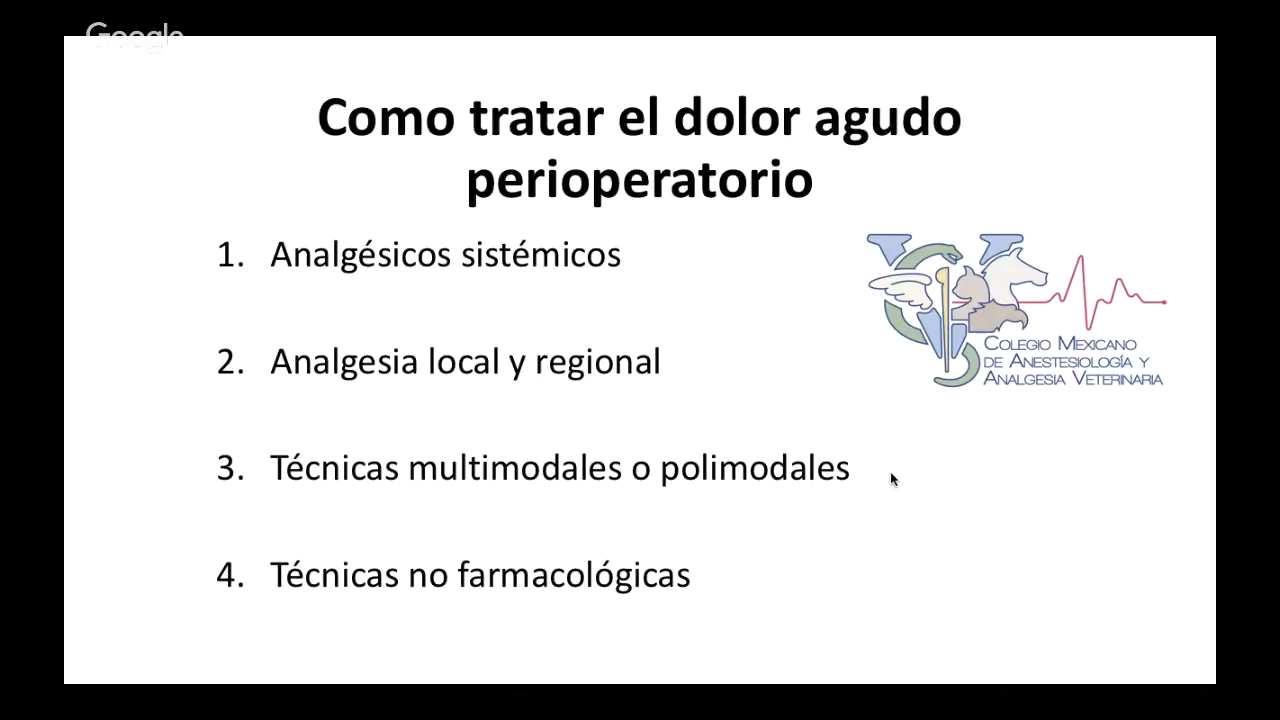 Google
Como tratar el dolor agudo
perioperatorio
1. Analgésicos sistémicos
2. Analgesia local y regional
3. Técnicas multimodales o polimodales
4. Técnicas no farmacológicas
COLEGIO MEXICANO
DE ANESTESIOLOGÍA Y
ANALGESIA VETERINARIA